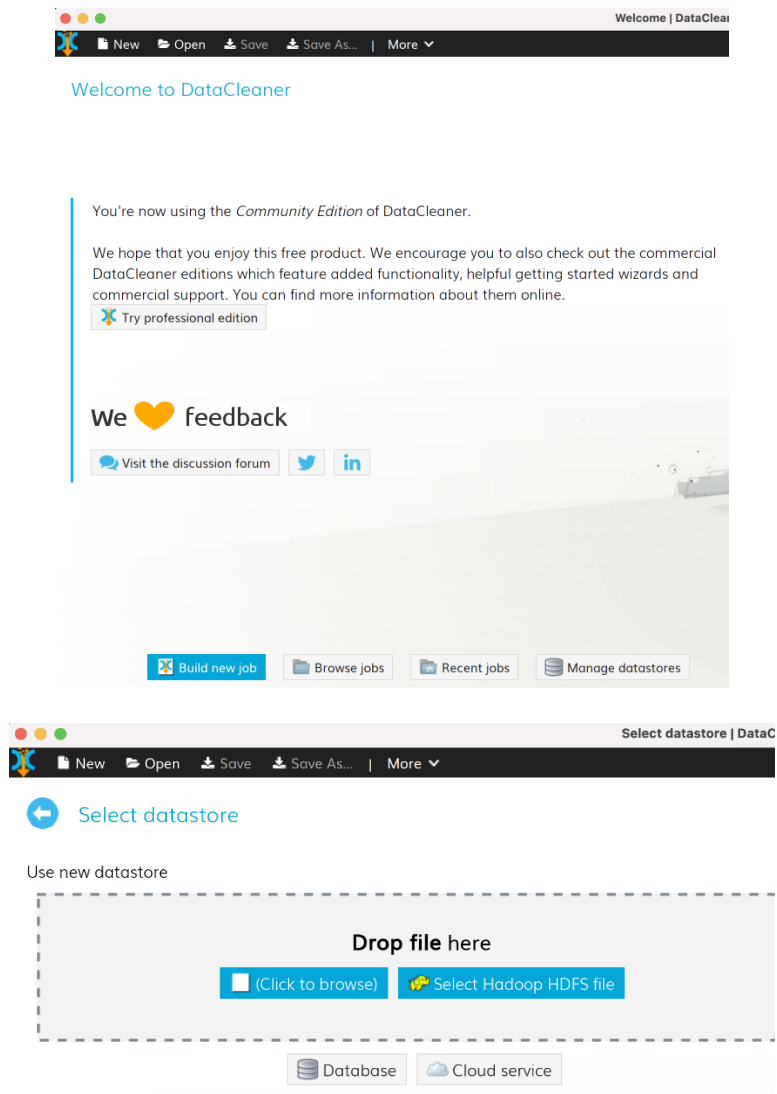 Welcome | DataClea
New Open Save Save As... | More
Welcome to DataCleaner
You're now using the Community Edition of DataCleaner.
We hope that you enjoy this free product. We encourage you to also check out the commercial
DataCleaner editions which feature added functionality, helpful getting started wizards and
commercial support. You can find more information about them online.
Try professional edition
We feedback
Visit the discussion forum in
Build new job Browse jobs Recent jobs Manage datastores
Select datastore | DataC
New Open Save Save As... | More
Select datastore
Use new datastore
Drop file here
(Click to browse) Select Hadoop HDFS file
Database Cloud service